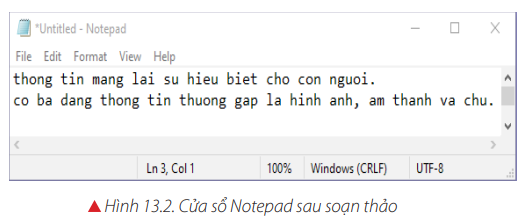 *Untitled - Notepad
File Edit Format View Help
thong tin mang lai su hieu biet cho con nguoi.
co ba dang thong tin thuong gap la hinh anh, am thanh va chu.
Ln 3, Col 1 100% Windows (CRLF) UTF-8
▲Hình 13.2. Cửa sổ Notepad sau soạn thảo